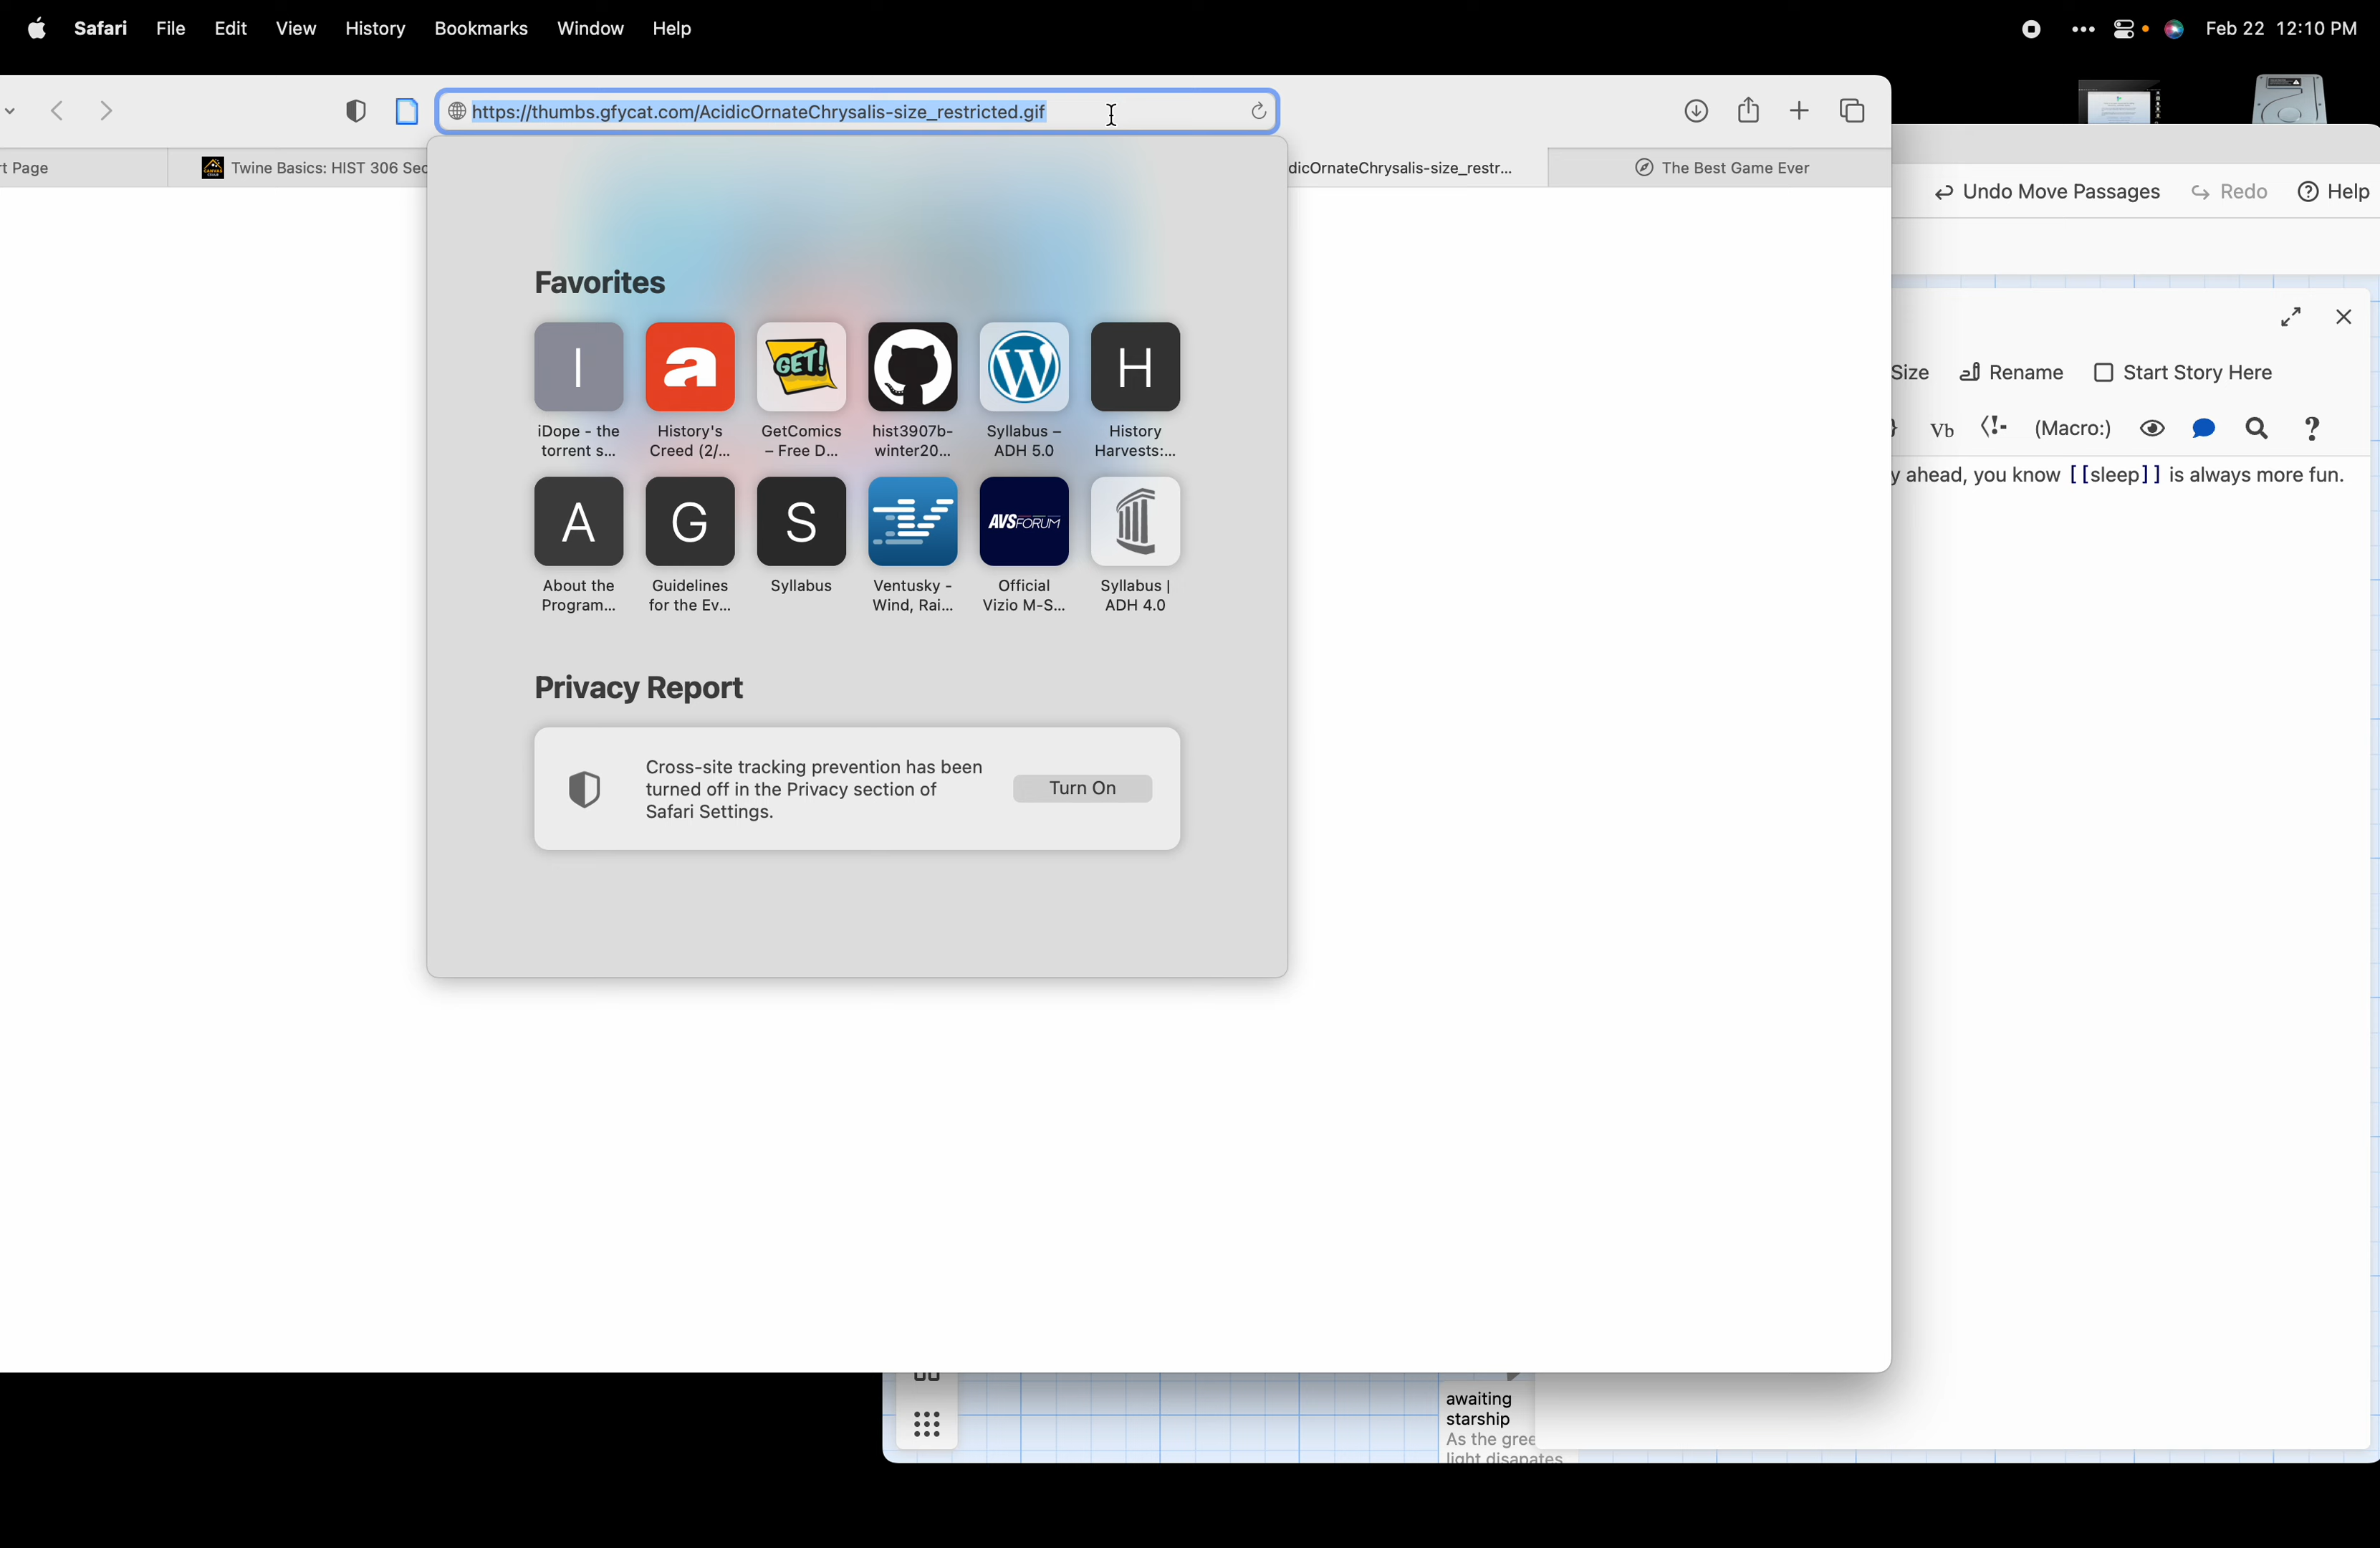 Safari File Edit View History Bookmarks Window Help
Feb 22 12:10 PM
https://thumbs.gfycat.com/AcidicOrnateChrysalis-size_restricted.gif
t Page
Twine Basics: HIST 306 Sec
dicOrnateChrysalis-size_restr...
The Best Game Ever
Undo Move Passages Redo Help
Favorites
I
a
GET!
H
iDope - the
torrent s...
History's
Creed (2/...
GetComics
– Free D...
hist3907b-
winter20...
Syllabus –
ADH 5.0
History
Harvests:...
A
G
S
AVSFORUM
About the
Program...
Guidelines
for the Ev...
Syllabus
Ventusky -
Wind, Rai...
Official
Vizio M-S...
Syllabus |
ADH 4.0
Privacy Report
Cross-site tracking prevention has been
turned off in the Privacy section of
Safari Settings.
Turn On
Size Rename Start Story Here
} Vb (Macro:) ?
y ahead, you know [[sleep]] is always more fun.
awaiting
starship
As the gree
light disapates